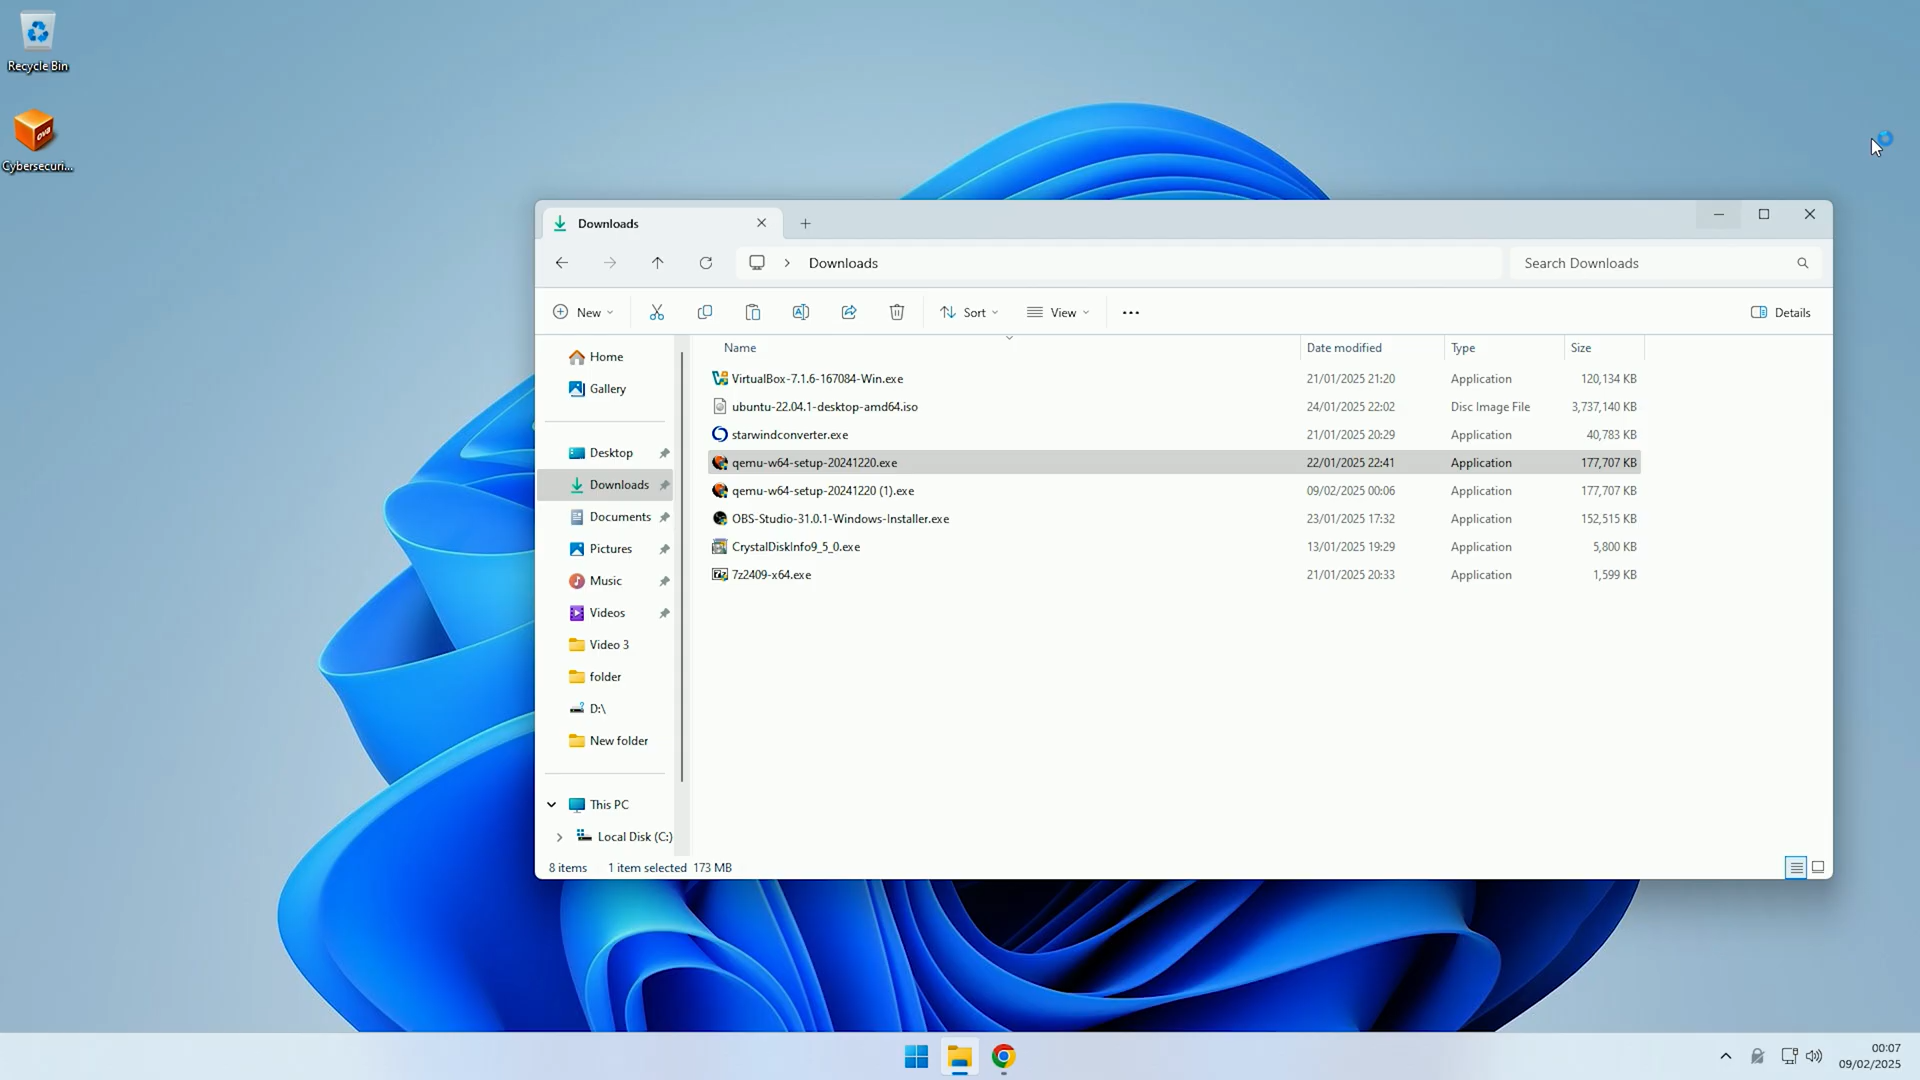 Recycle Bin
OVA
Cybersecuri...
Downloads
Downloads
Search Downloads
New
Sort
View
Details
Home
Gallery
Desktop
Downloads
Documents
Pictures
Music
Videos
Video 3
folder
D:\
New folder
This PC
Local Disk (C:)
Name Date modified Type Size
VirtualBox-7.1.6-167084-Win.exe 21/01/2025 21:20 Application 120,134 KB
ubuntu-22.04.1-desktop-amd64.iso 24/01/2025 22:02 Disc Image File 3,737,140 KB
starwindconverter.exe 21/01/2025 20:29 Application 40,783 KB
qemu-w64-setup-20241220.exe 22/01/2025 22:41 Application 177,707 KB
qemu-w64-setup-20241220 (1).exe 09/02/2025 00:06 Application 177,707 KB
OBS-Studio-31.0.1-Windows-Installer.exe 23/01/2025 17:32 Application 152,515 KB
CrystalDiskInfo9_5_0.exe 13/01/2025 19:29 Application 5,800 KB
7z2409-x64.exe 21/01/2025 20:33 Application 1,599 KB
8 items 1 item selected 173 MB
00:07
09/02/2025